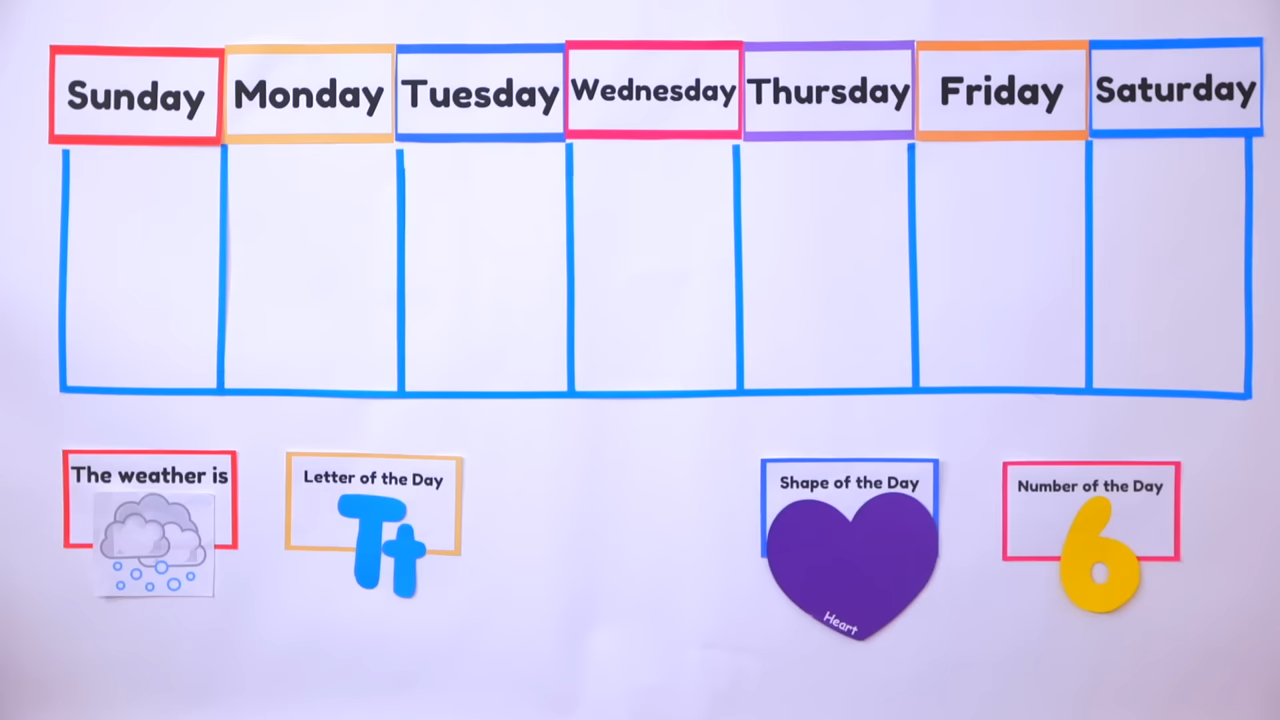 Sunday Monday Tuesday Wednesday Thursday Friday Saturday
The weather is
Letter of the Day
Tt
Shape of the Day
Heart
Number of the Day
6